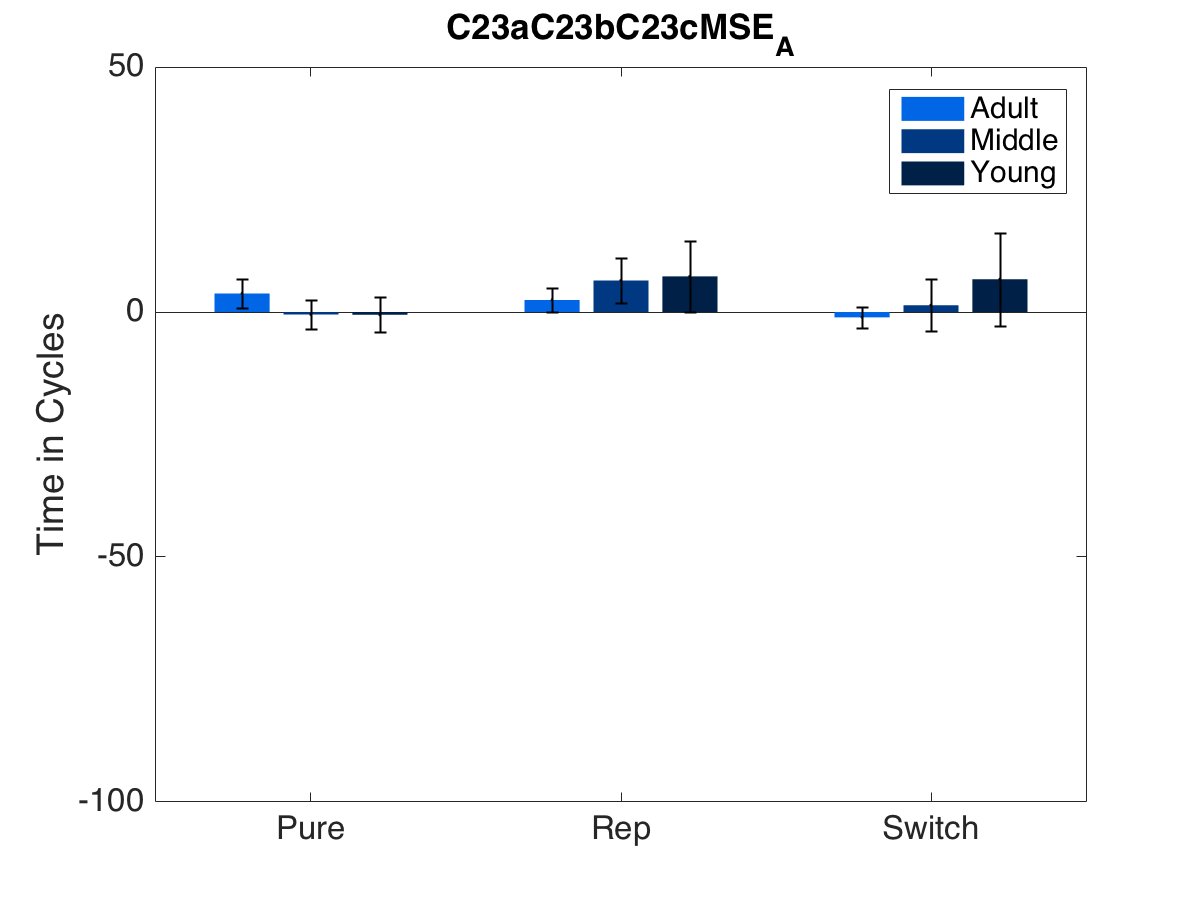 C23aC23bC23cMSE_A
50
0
-50
-100
Time in Cycles
Adult
Middle
Young
Pure Rep Switch